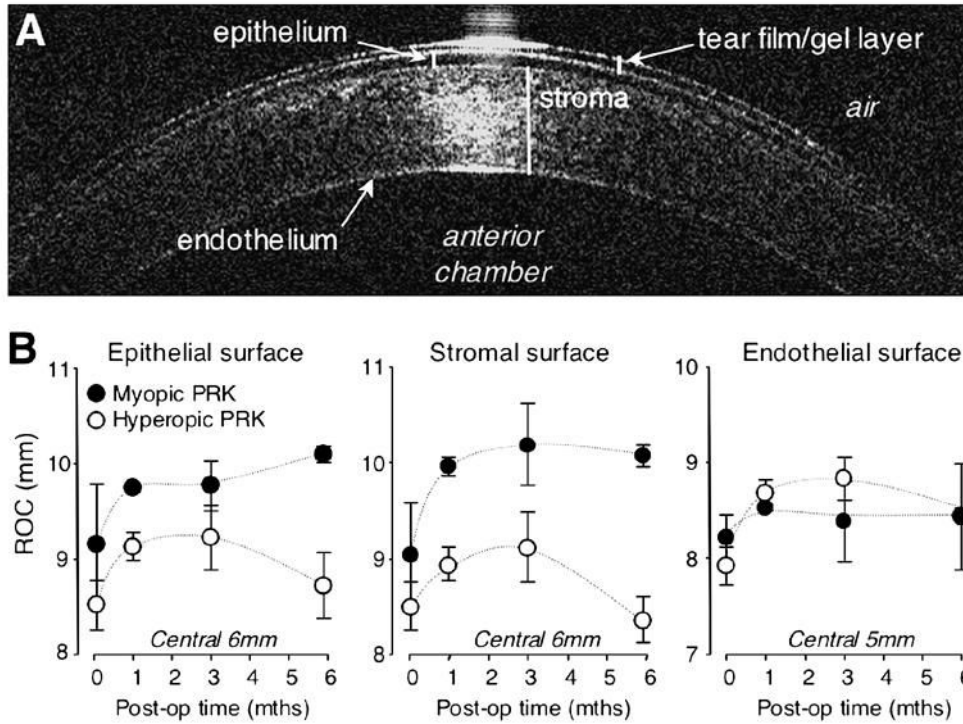 A
epithelium
tear film/gel layer
stroma
air
endothelium
anterior
chamber
B
Epithelial surface
Stromal surface
Endothelial surface
Myopic PRK
Hyperopic PRK
ROC (mm)
11
10
9
8
11
10
9
8
10
9
8
7
Central 6mm
Central 6mm
Central 5mm
0 1 2 3 4 5 6
0 1 2 3 4 5 6
0 1 2 3 4 5 6
Post-op time (mths)
Post-op time (mths)
Post-op time (mths)